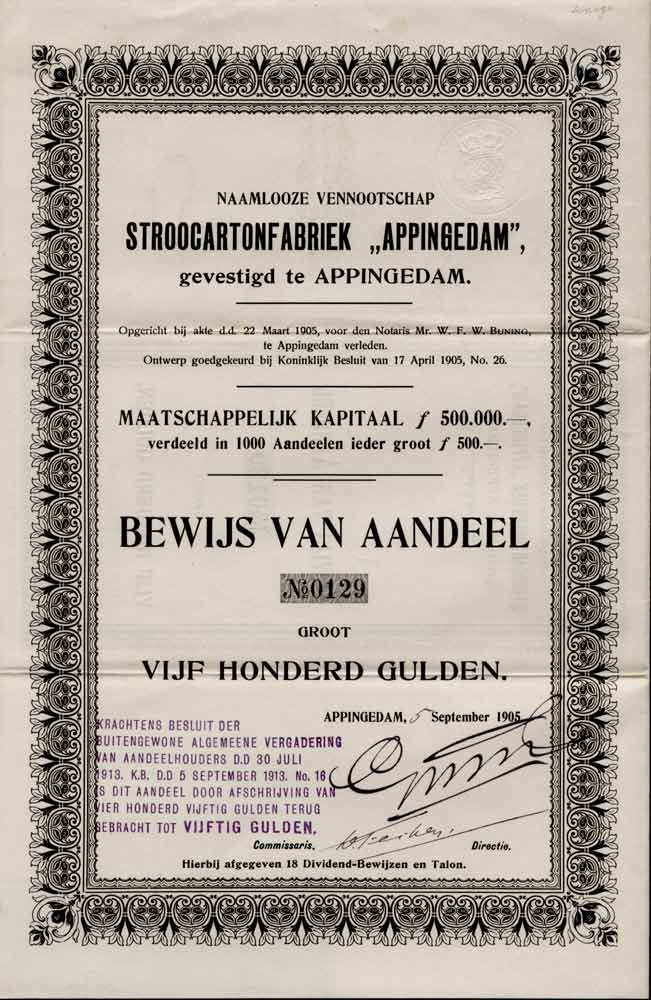 NAAMLOOZE VENNOOTSCHAP
STROOCARTONFABRIEK „APPINGEDAM”,
gevestigd te APPINGEDAM.
Opgericht bij akte d.d. 22 Maart 1905, voor den Notaris Mr. W. F. W. BUNING,
te Appingedam verleden.
Ontwerp goedgekeurd bij Koninklijk Besluit van 17 April 1905, No. 26.
MAATSCHAPPELIJK KAPITAAL ƒ 500.000.—,
verdeeld in 1000 Aandeelen ieder groot ƒ 500.—.
BEWIJS VAN AANDEEL
№ 0129
GROOT
VIJF HONDERD GULDEN.
APPINGEDAM, 5 September 1905
KRACHTENS BESLUIT DER
BUITENGEWONE ALGEMEENE VERGADERING
VAN AANDEELHOUDERS D.D 30 JULI
1913. K.B. D.D 5 SEPTEMBER 1913. No. 16
IS DIT AANDEEL DOOR AFSCHRIJVING VAN
VIER HONDERD VIJFTIG GULDEN TERUG
GEBRACHT TOT VIJFTIG GULDEN.
Commissaris. Directie.
Hierbij afgegeven 18 Dividend-Bewijzen en Talon.